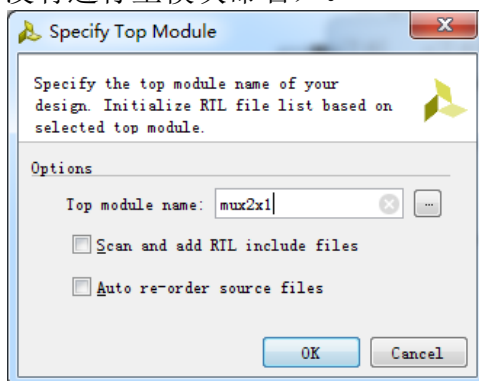 Specify Top Module
Specify the top module name of your
design. Initialize RTL file list based on
selected top module.
Options
Top module name: mux2x1 ...
Scan and add RTL include files
Auto re-order source files
OK Cancel